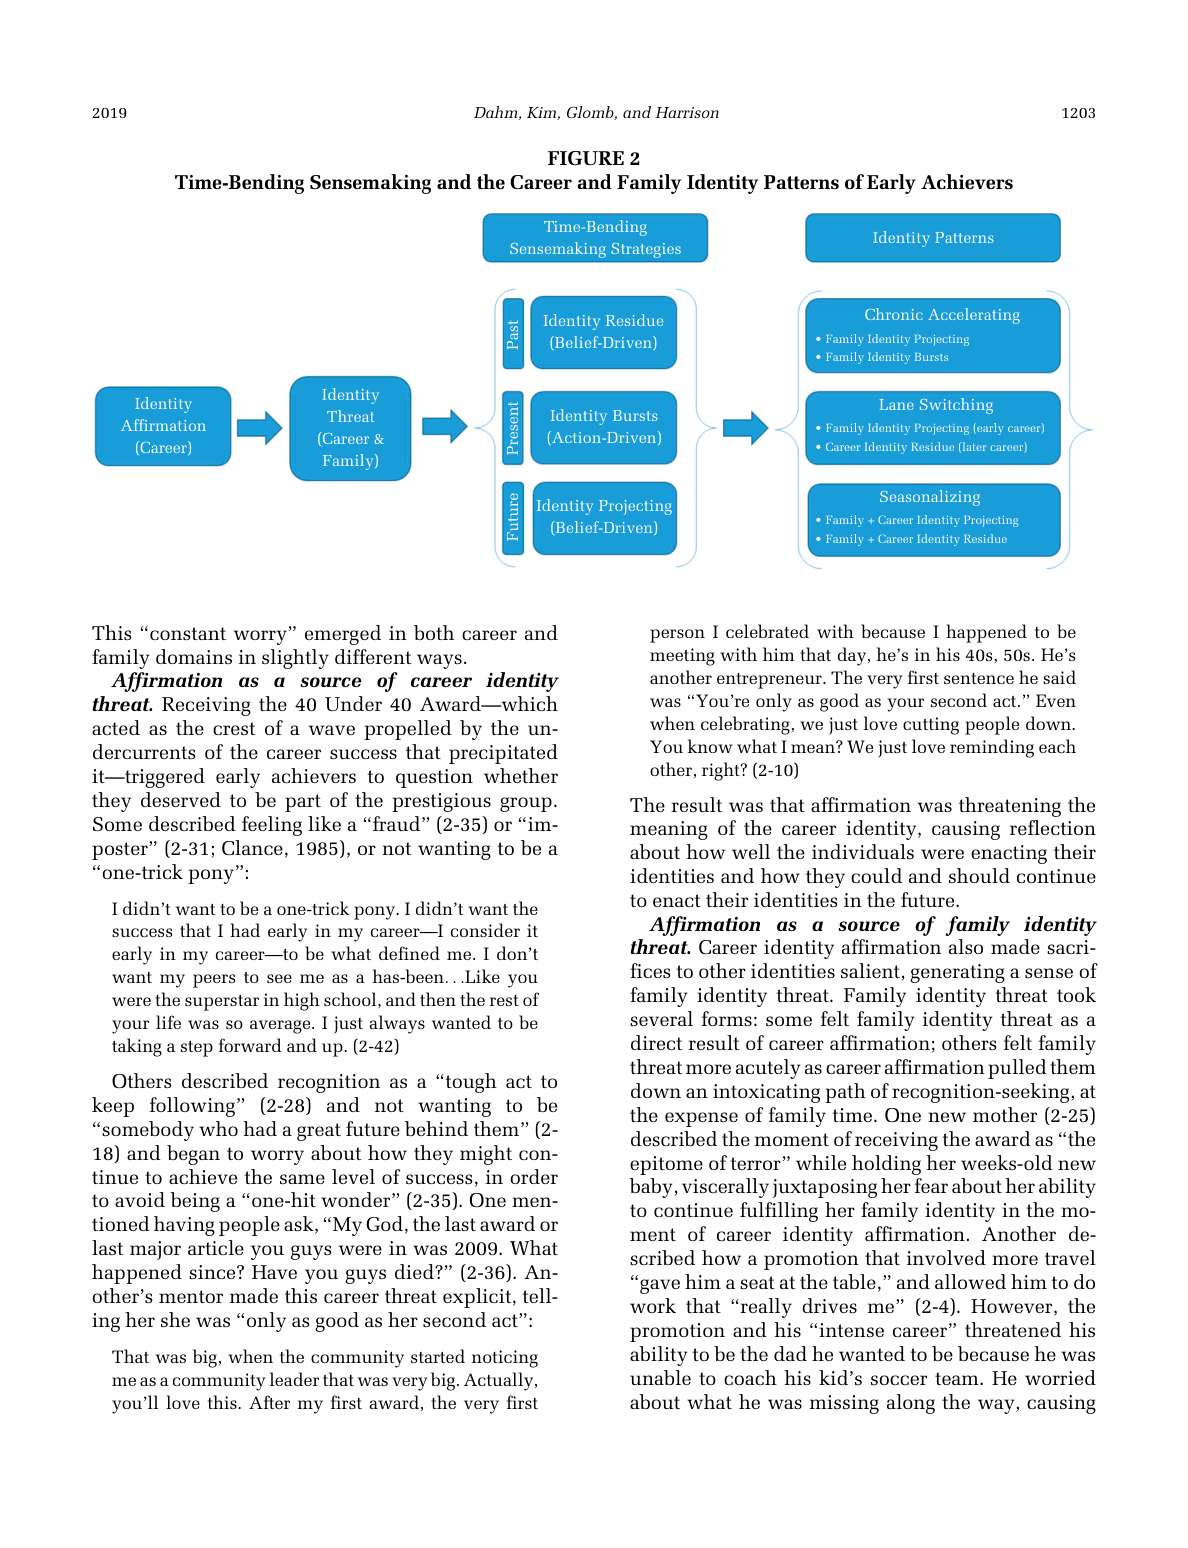 2019
Dahm, Kim, Glomb, and Harrison
1203
FIGURE 2
Time-Bending Sensemaking and the Career and Family Identity Patterns of Early Achievers
Time-Bending
Sensemaking Strategies
Identity Patterns
Identity
Affirmation
(Career)
Identity
Threat
(Career &
Family)
Past
Identity Residue
(Belief-Driven)
Present
Identity Bursts
(Action-Driven)
Future
Identity Projecting
(Belief-Driven)
Chronic Accelerating
• Family Identity Projecting
• Family Identity Bursts
Lane Switching
• Family Identity Projecting (early career)
• Career Identity Residue (later career)
Seasonalizing
• Family + Career Identity Projecting
• Family + Career Identity Residue
This “constant worry” emerged in both career and
family domains in slightly different ways.
Affirmation as a source of career identity
threat. Receiving the 40 Under 40 Award—which
acted as the crest of a wave propelled by the un-
dercurrents of the career success that precipitated
it—triggered early achievers to question whether
they deserved to be part of the prestigious group.
Some described feeling like a “fraud” (2-35) or “im-
poster” (2-31; Clance, 1985), or not wanting to be a
“one-trick pony”:
I didn’t want to be a one-trick pony. I didn’t want the
success that I had early in my career—I consider it
early in my career—to be what defined me. I don’t
want my peers to see me as a has-been. . .Like you
were the superstar in high school, and then the rest of
your life was so average. I just always wanted to be
taking a step forward and up. (2-42)
Others described recognition as a “tough act to
keep following” (2-28) and not wanting to be
“somebody who had a great future behind them” (2-
18) and began to worry about how they might con-
tinue to achieve the same level of success, in order
to avoid being a “one-hit wonder” (2-35). One men-
tioned having people ask, “My God, the last award or
last major article you guys were in was 2009. What
happened since? Have you guys died?” (2-36). An-
other’s mentor made this career threat explicit, tell-
ing her she was “only as good as her second act”:
That was big, when the community started noticing
me as a community leader that was very big. Actually,
you’ll love this. After my first award, the very first
person I celebrated with because I happened to be
meeting with him that day, he’s in his 40s, 50s. He’s
another entrepreneur. The very first sentence he said
was “You’re only as good as your second act.” Even
when celebrating, we just love cutting people down.
You know what I mean? We just love reminding each
other, right? (2-10)
The result was that affirmation was threatening the
meaning of the career identity, causing reflection
about how well the individuals were enacting their
identities and how they could and should continue
to enact their identities in the future.
Affirmation as a source of family identity
threat. Career identity affirmation also made sacri-
fices to other identities salient, generating a sense of
family identity threat. Family identity threat took
several forms: some felt family identity threat as a
direct result of career affirmation; others felt family
threat more acutely as career affirmation pulled them
down an intoxicating path of recognition-seeking, at
the expense of family time. One new mother (2-25)
described the moment of receiving the award as “the
epitome of terror” while holding her weeks-old new
baby, viscerally juxtaposing her fear about her ability
to continue fulfilling her family identity in the mo-
ment of career identity affirmation. Another de-
scribed how a promotion that involved more travel
“gave him a seat at the table,” and allowed him to do
work that “really drives me” (2-4). However, the
promotion and his “intense career” threatened his
ability to be the dad he wanted to be because he was
unable to coach his kid’s soccer team. He worried
about what he was missing along the way, causing